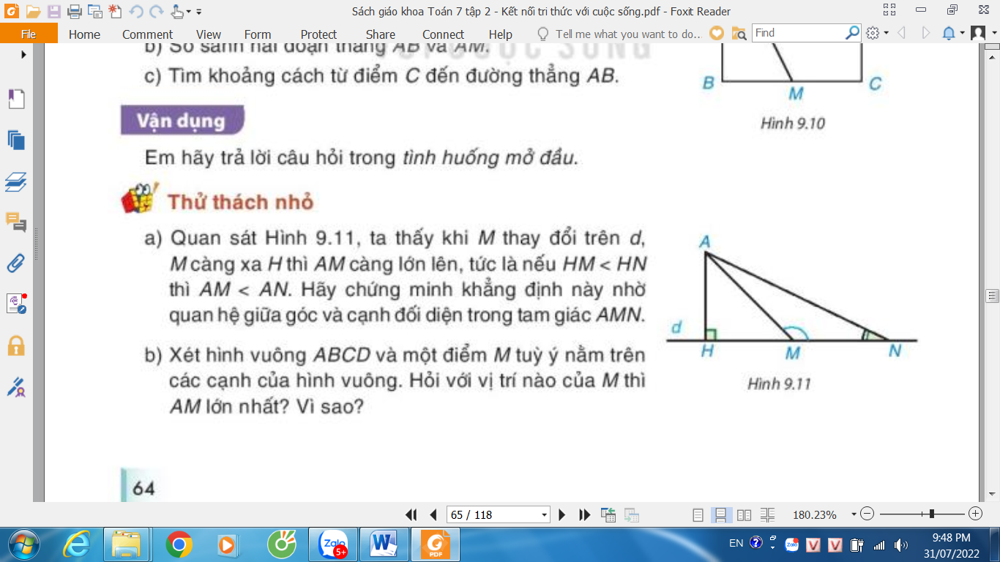 Sách giáo khoa Toán 7 tập 2 - Kết nối tri thức với cuộc sống.pdf - Foxit Reader
File Home Comment View Form Protect Share Connect Help Tell me what you want to do.. Find
b) So sánh hai đoạn thẳng AB và AM.
c) Tìm khoảng cách từ điểm C đến đường thẳng AB.
B M C
Hình 9.10
Vận dụng
Em hãy trả lời câu hỏi trong tình huống mở đầu.
Thử thách nhỏ
a) Quan sát Hình 9.11, ta thấy khi M thay đổi trên d,
M càng xa H thì AM càng lớn lên, tức là nếu HM < HN
thì AM < AN. Hãy chứng minh khẳng định này nhờ
quan hệ giữa góc và cạnh đối diện trong tam giác AMN.
A
d
H M N
Hình 9.11
b) Xét hình vuông ABCD và một điểm M tuỳ ý nằm trên
các cạnh của hình vuông. Hỏi với vị trí nào của M thì
AM lớn nhất? Vì sao?
64
65 / 118
180.23%
Zalo
5+
W
PDF
EN
Zalo
V
V
9:48 PM
31/07/2022